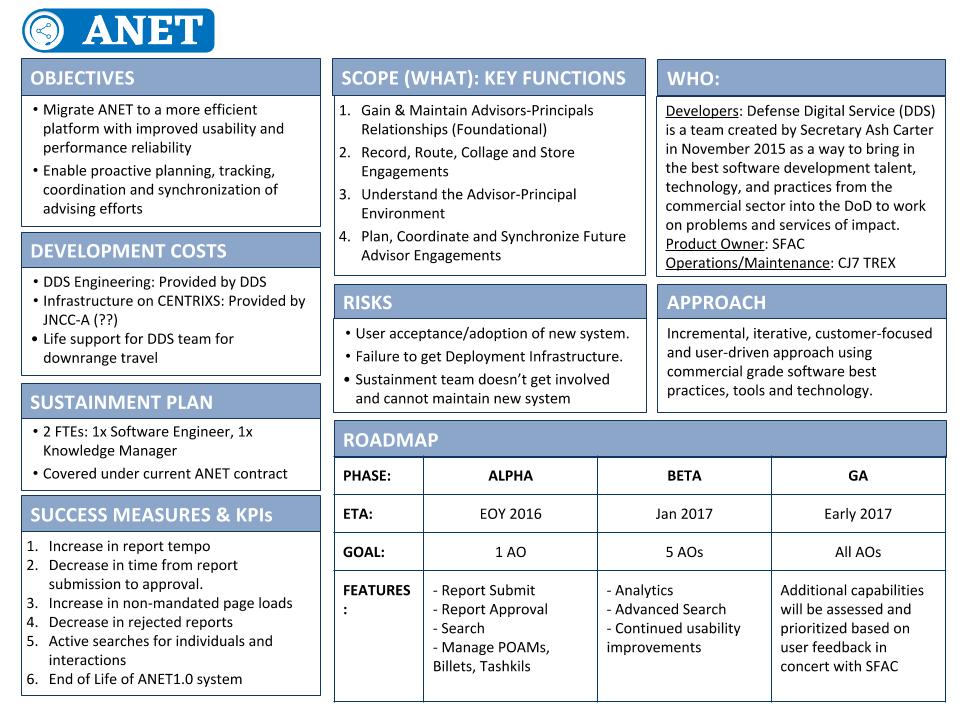 ANET
OBJECTIVES
• Migrate ANET to a more efficient
platform with improved usability and
performance reliability
• Enable proactive planning, tracking,
coordination and synchronization of
advising efforts
DEVELOPMENT COSTS
• DDS Engineering: Provided by DDS
• Infrastructure on CENTRIXS: Provided by
JNCC-A (??)
• Life support for DDS team for
downrange travel
SUSTAINMENT PLAN
• 2 FTEs: 1x Software Engineer, 1x
Knowledge Manager
• Covered under current ANET contract
SUCCESS MEASURES & KPIs
1. Increase in report tempo
2. Decrease in time from report
submission to approval.
3. Increase in non-mandated page loads
4. Decrease in rejected reports
5. Active searches for individuals and
interactions
6. End of Life of ANET1.0 system
SCOPE (WHAT): KEY FUNCTIONS
1. Gain & Maintain Advisors-Principals
Relationships (Foundational)
2. Record, Route, Collage and Store
Engagements
3. Understand the Advisor-Principal
Environment
4. Plan, Coordinate and Synchronize Future
Advisor Engagements
WHO:
Developers: Defense Digital Service (DDS)
is a team created by Secretary Ash Carter
in November 2015 as a way to bring in
the best software development talent,
technology, and practices from the
commercial sector into the DoD to work
on problems and services of impact.
Product Owner: SFAC
Operations/Maintenance: CJ7 TREX
RISKS
• User acceptance/adoption of new system.
• Failure to get Deployment Infrastructure.
• Sustainment team doesn’t get involved
and cannot maintain new system
APPROACH
Incremental, iterative, customer-focused
and user-driven approach using
commercial grade software best
practices, tools and technology.
ROADMAP
PHASE: ALPHA BETA GA
ETA: EOY 2016 Jan 2017 Early 2017
GOAL: 1 AO 5 AOs All AOs
FEATURES
:
- Report Submit
- Report Approval
- Search
- Manage POAMs,
Billets, Tashkils
- Analytics
- Advanced Search
- Continued usability
improvements
Additional capabilities
will be assessed and
prioritized based on
user feedback in
concert with SFAC